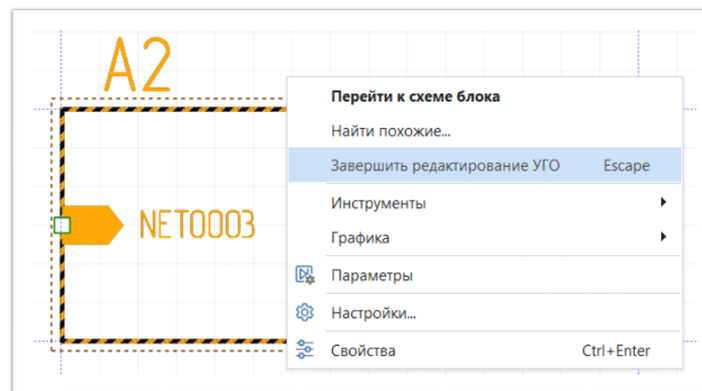 A2
NET0003
Перейти к схеме блока
Найти похожие...
Завершить редактирование УГО Escape
Инструменты
Графика
Параметры
Настройки...
Свойства Ctrl+Enter